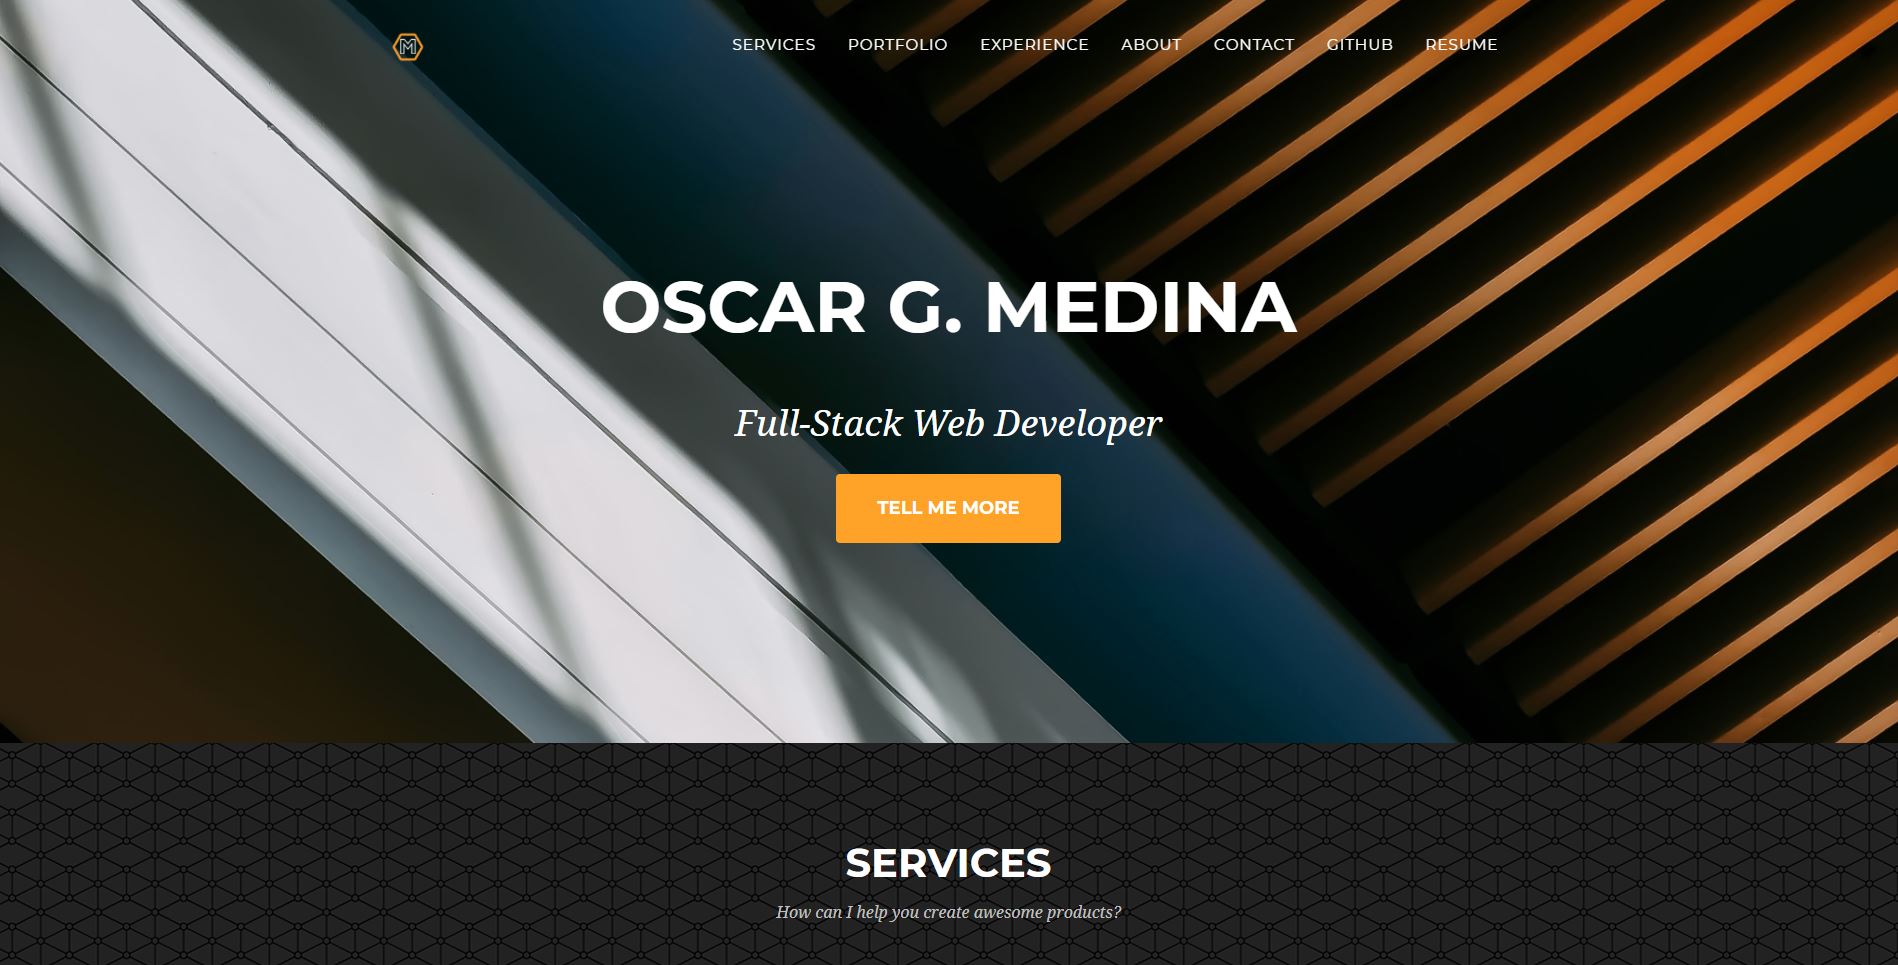 M
SERVICES PORTFOLIO EXPERIENCE ABOUT CONTACT GITHUB RESUME
OSCAR G. MEDINA
Full-Stack Web Developer
TELL ME MORE
SERVICES
How can I help you create awesome products?